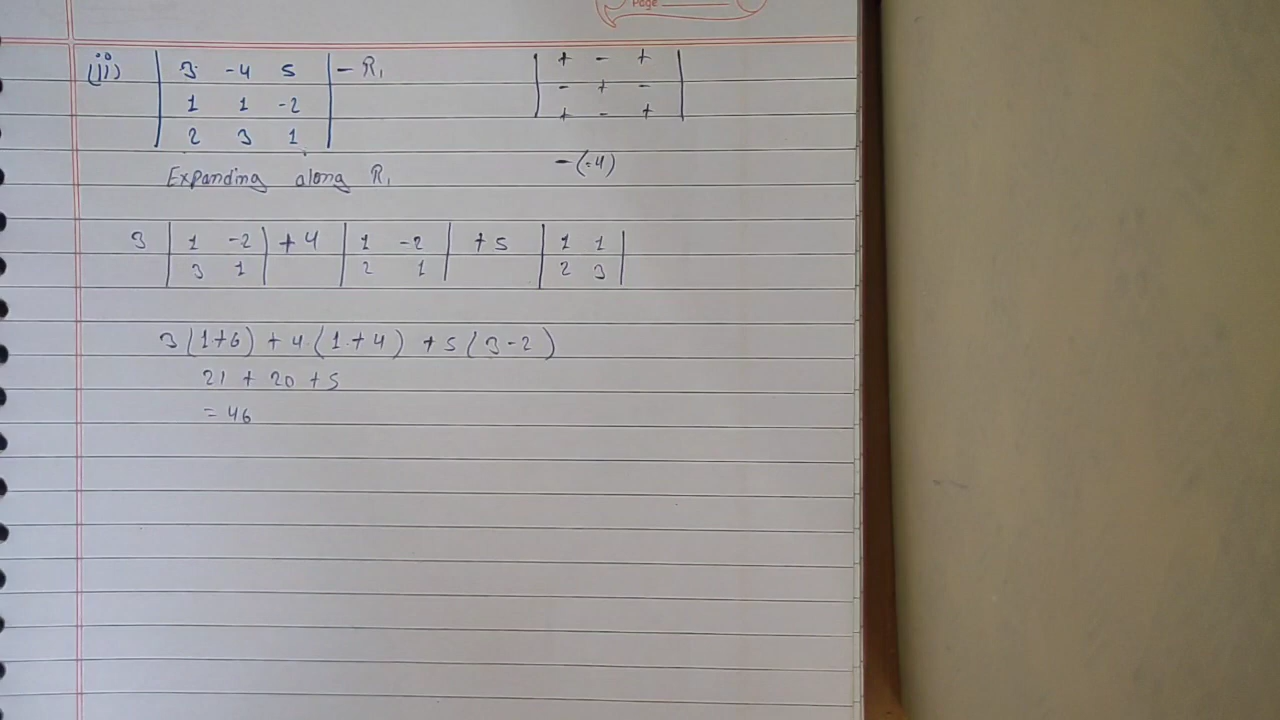 Page
(ii) | 3 -4 5 | - R₁ | + - + |
| 1 1 -2 | | - + - |
| 2 3 1 | | + - + |
-(-4)
Expanding along R₁
3 | 1 -2 | + 4 | 1 -2 | + 5 | 1 1 |
| 3 1 | | 2 1 | | 2 3 |
3(1+6) + 4(1+4) + 5(3-2)
21 + 20 + 5
= 46